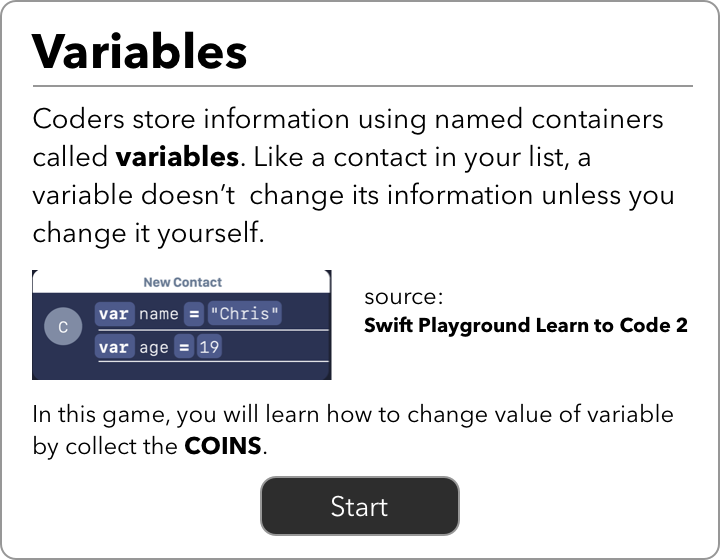 Variables
Coders store information using named containers
called variables. Like a contact in your list, a
variable doesn’t  change its information unless you
change it yourself.
New Contact
C
var name = "Chris"
var age = 19
source:
Swift Playground Learn to Code 2
In this game, you will learn how to change value of variable
by collect the COINS.
Start